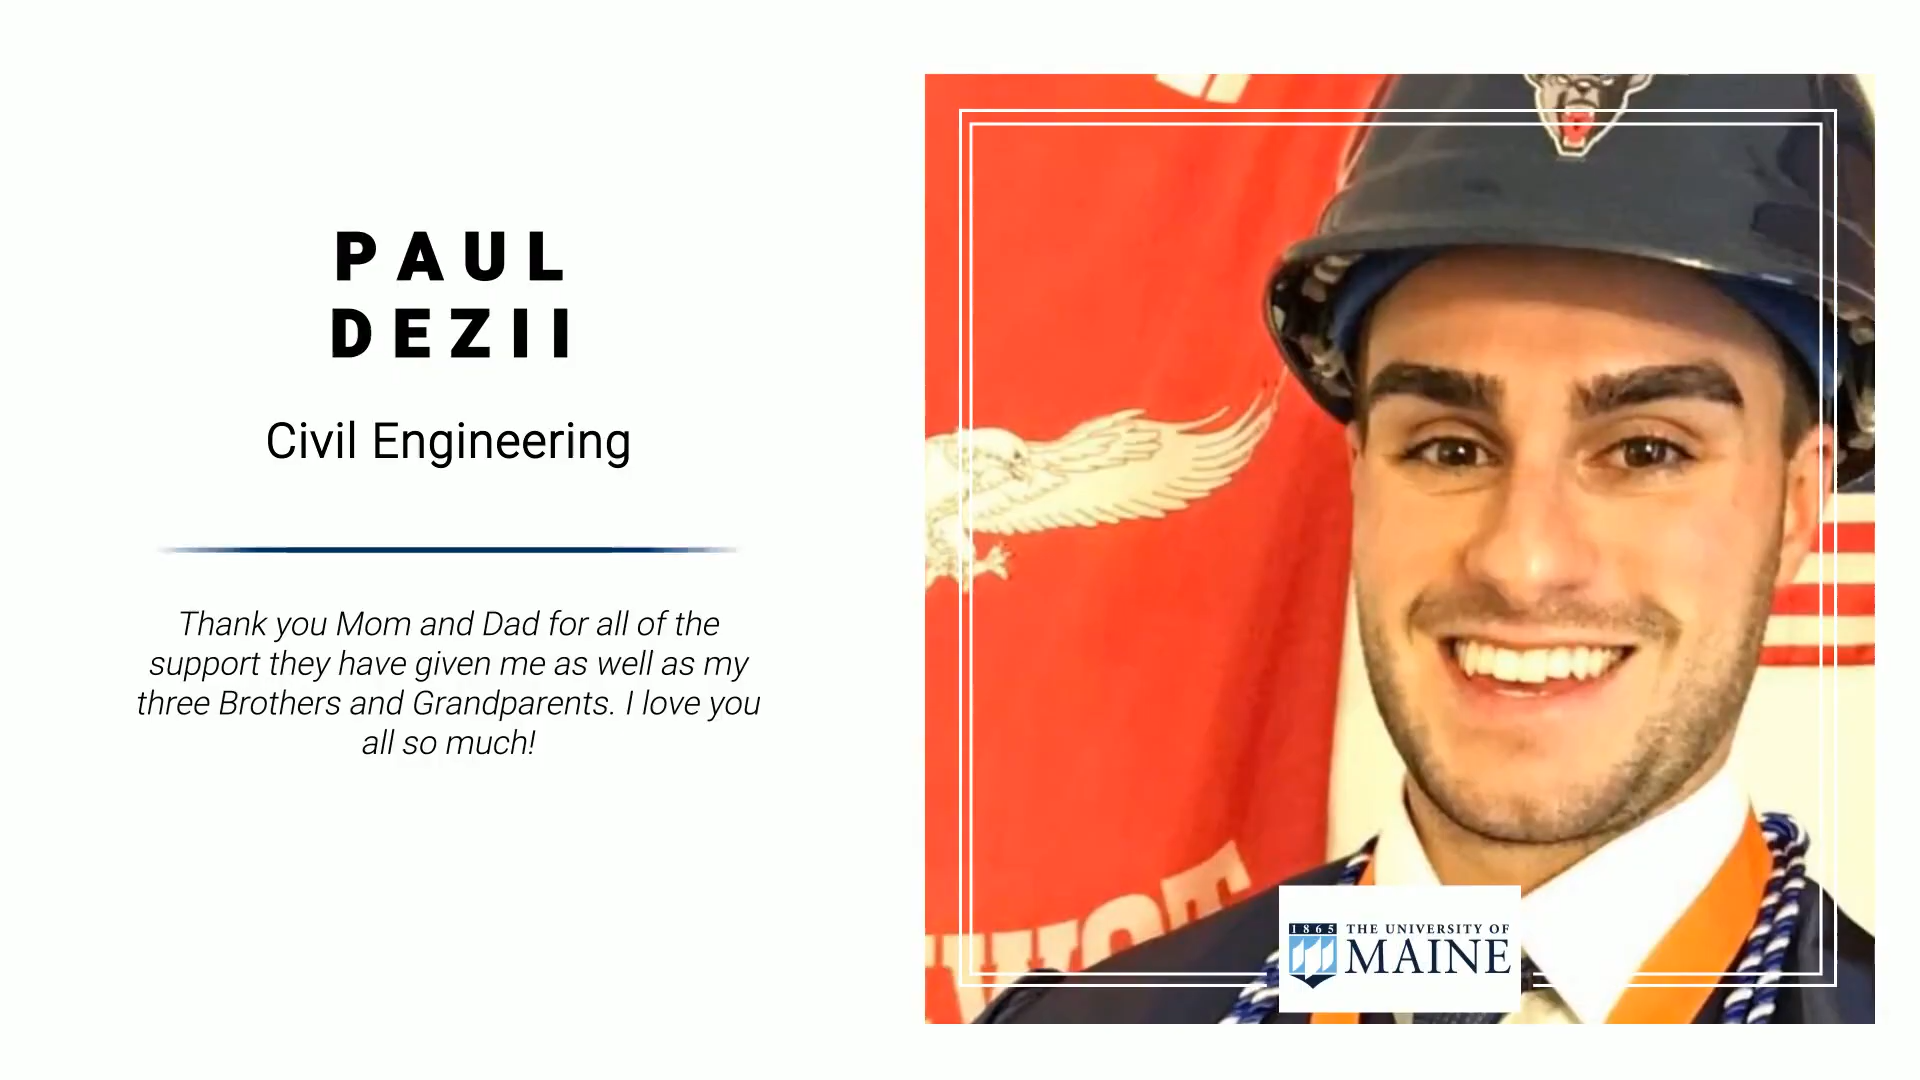 PAUL
DEZII
Civil Engineering
Thank you Mom and Dad for all of the
support they have given me as well as my
three Brothers and Grandparents. I love you
all so much!
1865
THE UNIVERSITY OF
MAINE